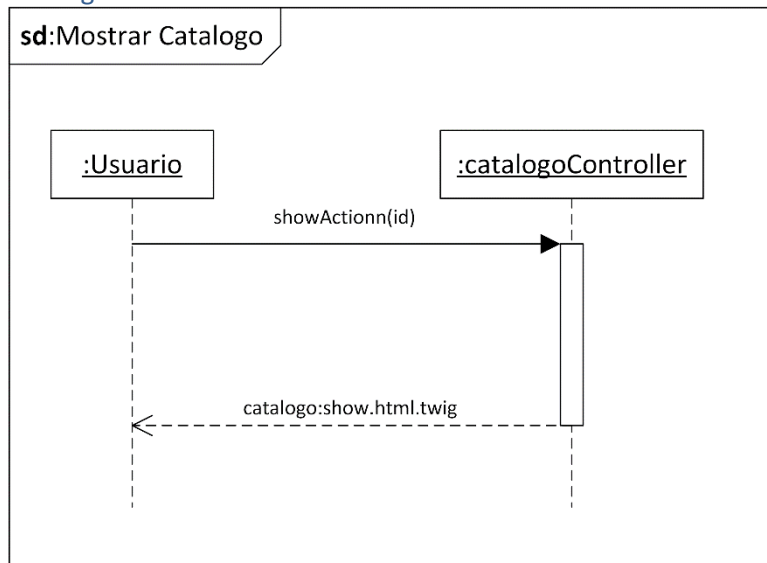 sd:Mostrar Catalogo
:Usuario
:catalogoController
showActionn(id)
catalogo:show.html.twig